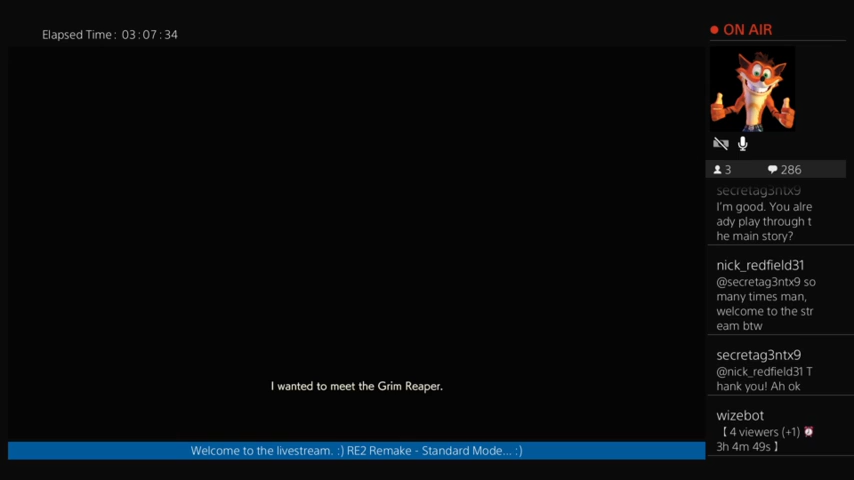 Elapsed Time: 03:07:34
ON AIR
3 286
secretag3ntx9
I'm good. You alre
ady play through t
he main story?
nick_redfield31
@secretag3ntx9 so
many times man,
welcome to the str
eam btw
secretag3ntx9
@nick_redfield31 T
hank you! Ah ok
wizebot
【 4 viewers (+1) ⏰
3h 4m 49s 】
I wanted to meet the Grim Reaper.
Welcome to the livestream. :) RE2 Remake - Standard Mode... :)